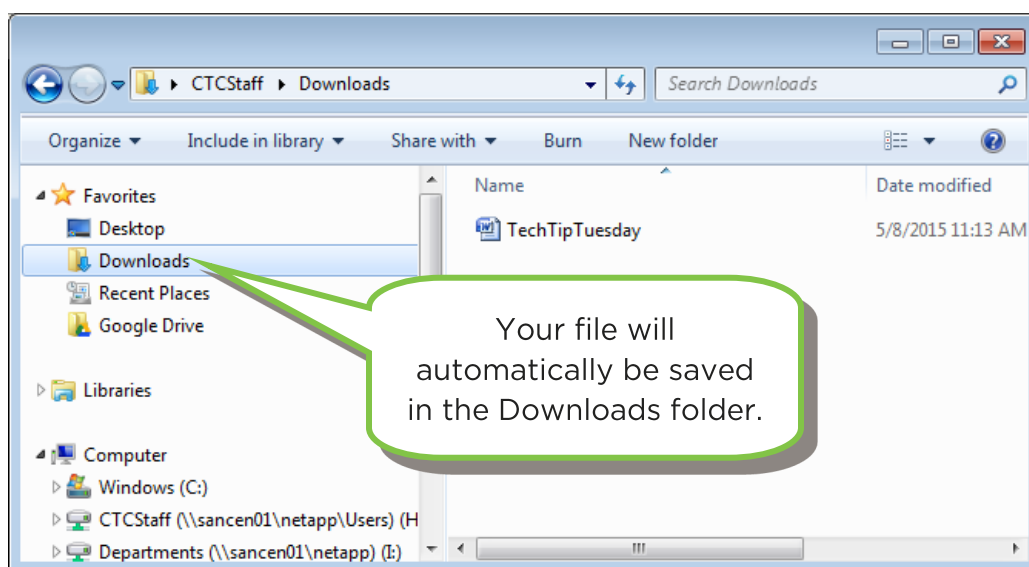 CTCStaff Downloads
Search Downloads
Organize Include in library Share with Burn New folder
Name Date modified
TechTipTuesday 5/8/2015 11:13 AM
Favorites
Desktop
Downloads
Recent Places
Google Drive
Libraries
Computer
Windows (C:)
CTCStaff (\\sancen01\netapp\Users) (H
Departments (\\sancen01\netapp) (I:)
Your file will
automatically be saved
in the Downloads folder.